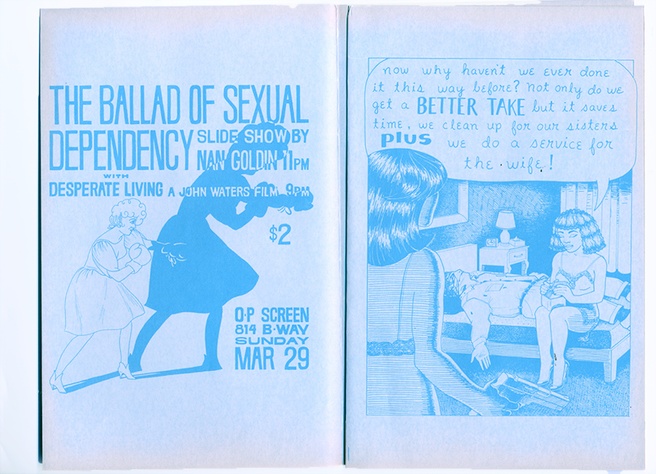 THE BALLAD OF SEXUAL
DEPENDENCY SLIDE SHOW BY
NAN GOLDIN 11PM
WITH
DESPERATE LIVING A JOHN WATERS FILM 9PM
$2
O·P SCREEN
814 B·WAY
SUNDAY
MAR 29
now why haven't we ever done
it this way before? Not only do we
get a BETTER TAKE but it saves
time, we clean up for our sisters
plus we do a service for
the wife!